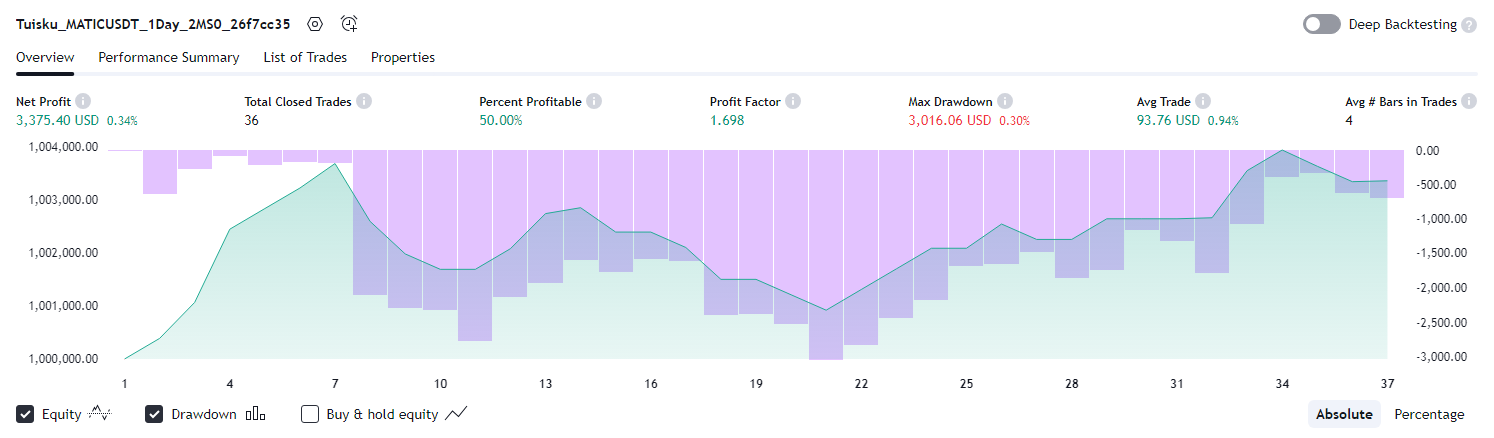 Tuisku_MATICUSDT_1Day_2MS0_26f7cc35
Deep Backtesting
Overview Performance Summary List of Trades Properties
Net Profit Total Closed Trades Percent Profitable Profit Factor Max Drawdown Avg Trade Avg # Bars in Trades
3,375.40 USD 0.34% 36 50.00% 1.698 3,016.06 USD 0.30% 93.76 USD 0.94% 4
1,004,000.00 0.00
-500.00
1,003,000.00
-1,000.00
1,002,000.00 -1,500.00
-2,000.00
1,001,000.00
-2,500.00
1,000,000.00 -3,000.00
1 4 7 10 13 16 19 22 25 28 31 34 37
Equity Drawdown Buy & hold equity Absolute Percentage